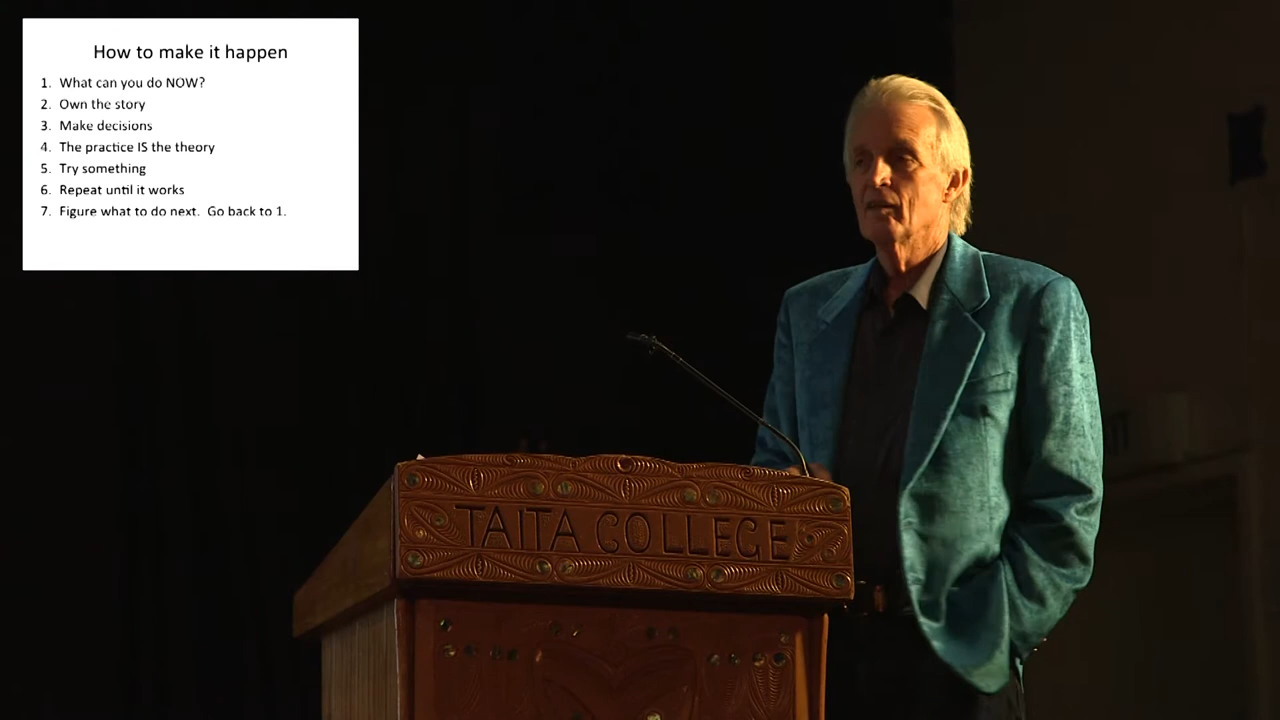 How to make it happen
1. What can you do NOW?
2. Own the story
3. Make decisions
4. The practice IS the theory
5. Try something
6. Repeat until it works
7. Figure what to do next. Go back to 1.
TAITA COLLEGE